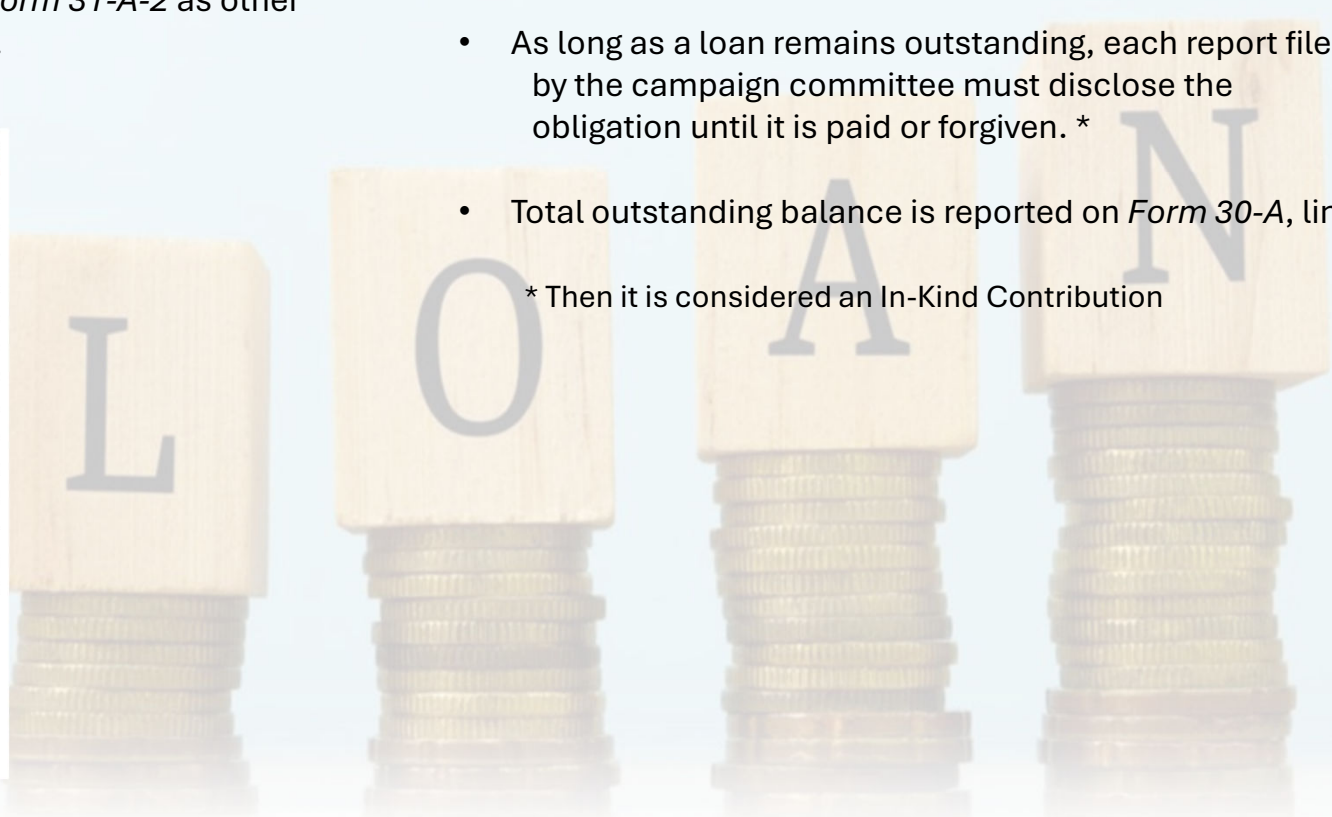 Form 31-A-2 as other
• As long as a loan remains outstanding, each report file
by the campaign committee must disclose the
obligation until it is paid or forgiven. *
• Total outstanding balance is reported on Form 30-A, lin
* Then it is considered an In-Kind Contribution
L O A N